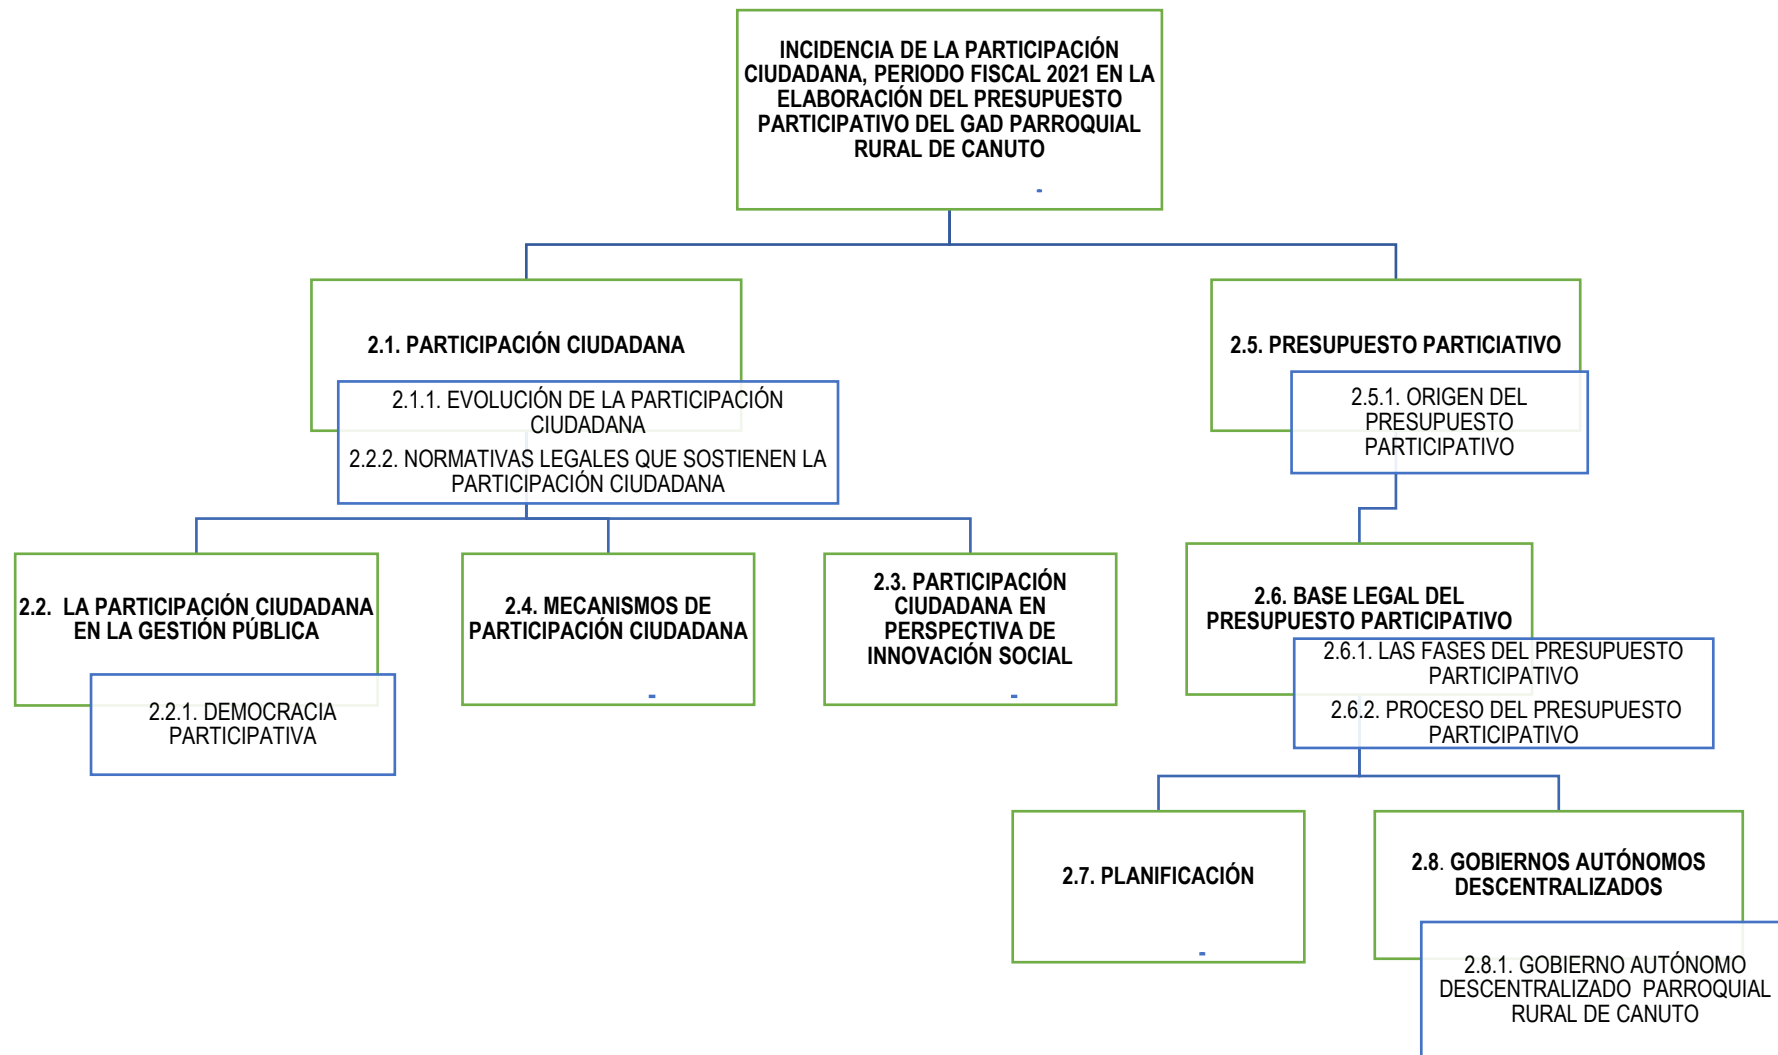 INCIDENCIA DE LA PARTICIPACIÓN
CIUDADANA, PERIODO FISCAL 2021 EN LA
ELABORACIÓN DEL PRESUPUESTO
PARTICIPATIVO DEL GAD PARROQUIAL
RURAL DE CANUTO
-
2.1. PARTICIPACIÓN CIUDADANA
2.1.1. EVOLUCIÓN DE LA PARTICIPACIÓN
CIUDADANA
2.2.2. NORMATIVAS LEGALES QUE SOSTIENEN LA
PARTICIPACIÓN CIUDADANA
2.5. PRESUPUESTO PARTICIATIVO
2.5.1. ORIGEN DEL
PRESUPUESTO
PARTICIPATIVO
2.2.  LA PARTICIPACIÓN CIUDADANA
EN LA GESTIÓN PÚBLICA
2.2.1. DEMOCRACIA
PARTICIPATIVA
2.4. MECANISMOS DE
PARTICIPACIÓN CIUDADANA
-
2.3. PARTICIPACIÓN
CIUDADANA EN
PERSPECTIVA DE
INNOVACIÓN SOCIAL
-
2.6. BASE LEGAL DEL
PRESUPUESTO PARTICIPATIVO
2.6.1. LAS FASES DEL PRESUPUESTO
PARTICIPATIVO
2.6.2. PROCESO DEL PRESUPUESTO
PARTICIPATIVO
2.7. PLANIFICACIÓN
-
2.8. GOBIERNOS AUTÓNOMOS
DESCENTRALIZADOS
2.8.1. GOBIERNO AUTÓNOMO
DESCENTRALIZADO  PARROQUIAL
RURAL DE CANUTO